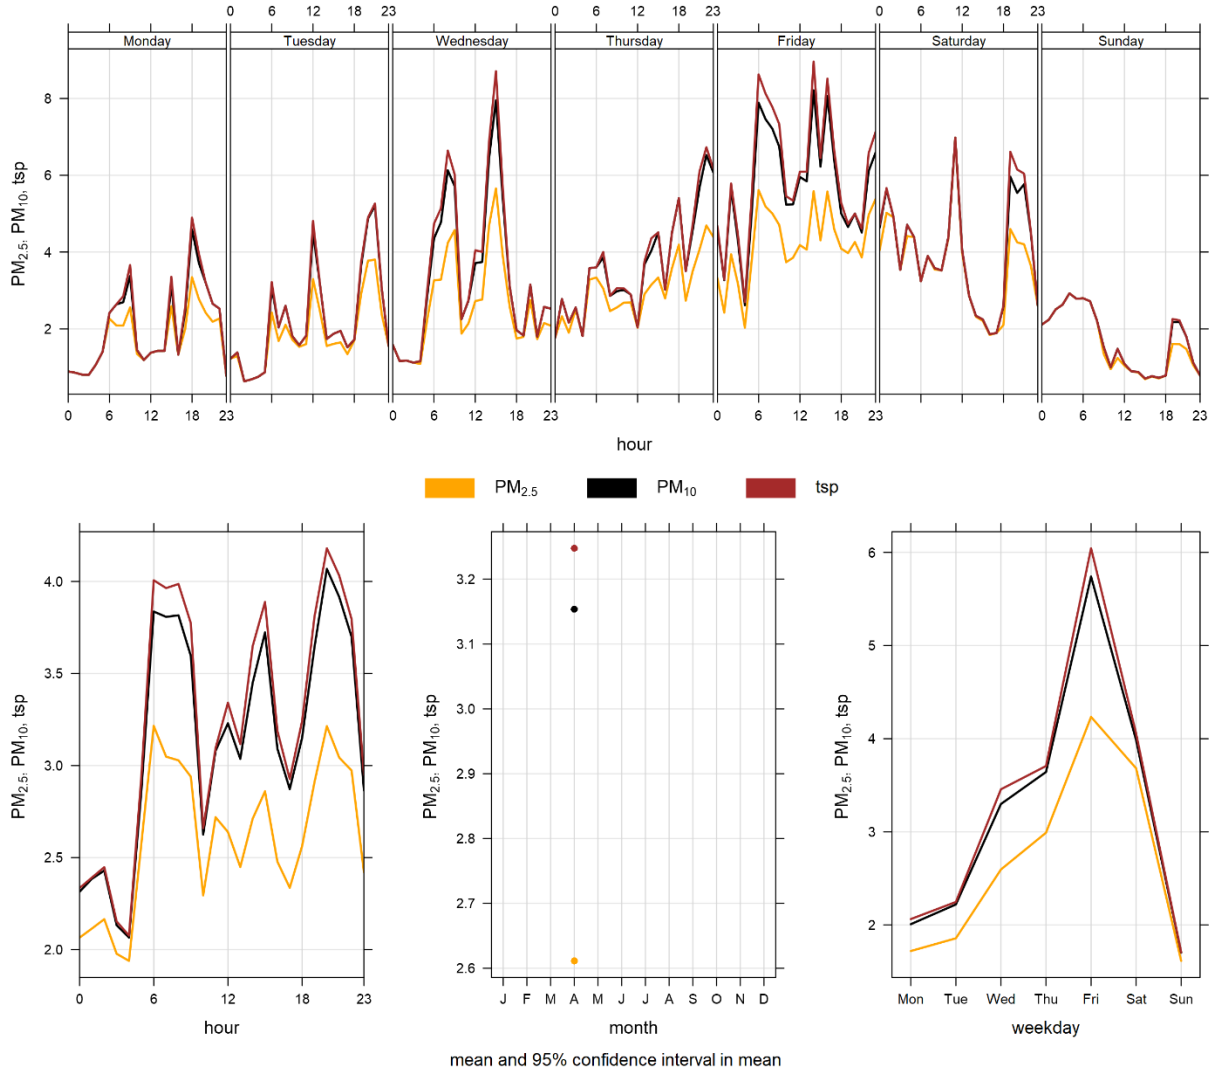 0 6 12 18 23 0 6 12 18 23 0 6 12 18 23 0 6 12 18 23
Monday Tuesday Wednesday Thursday Friday Saturday Sunday
8
6
4
2
PM2.5, PM10, tsp
0 6 12 18 23 0 6 12 18 23 0 6 12 18 23 0 6 12 18 23
hour
PM2.5 PM10 tsp
4.0
3.5
3.0
2.5
2.0
PM2.5, PM10, tsp
0 6 12 18 23
hour
3.2
3.1
3.0
2.9
2.8
2.7
2.6
PM2.5, PM10, tsp
J F M A M J J A S O N D
month
6
5
4
3
2
PM2.5, PM10, tsp
Mon Tue Wed Thu Fri Sat Sun
weekday
mean and 95% confidence interval in mean